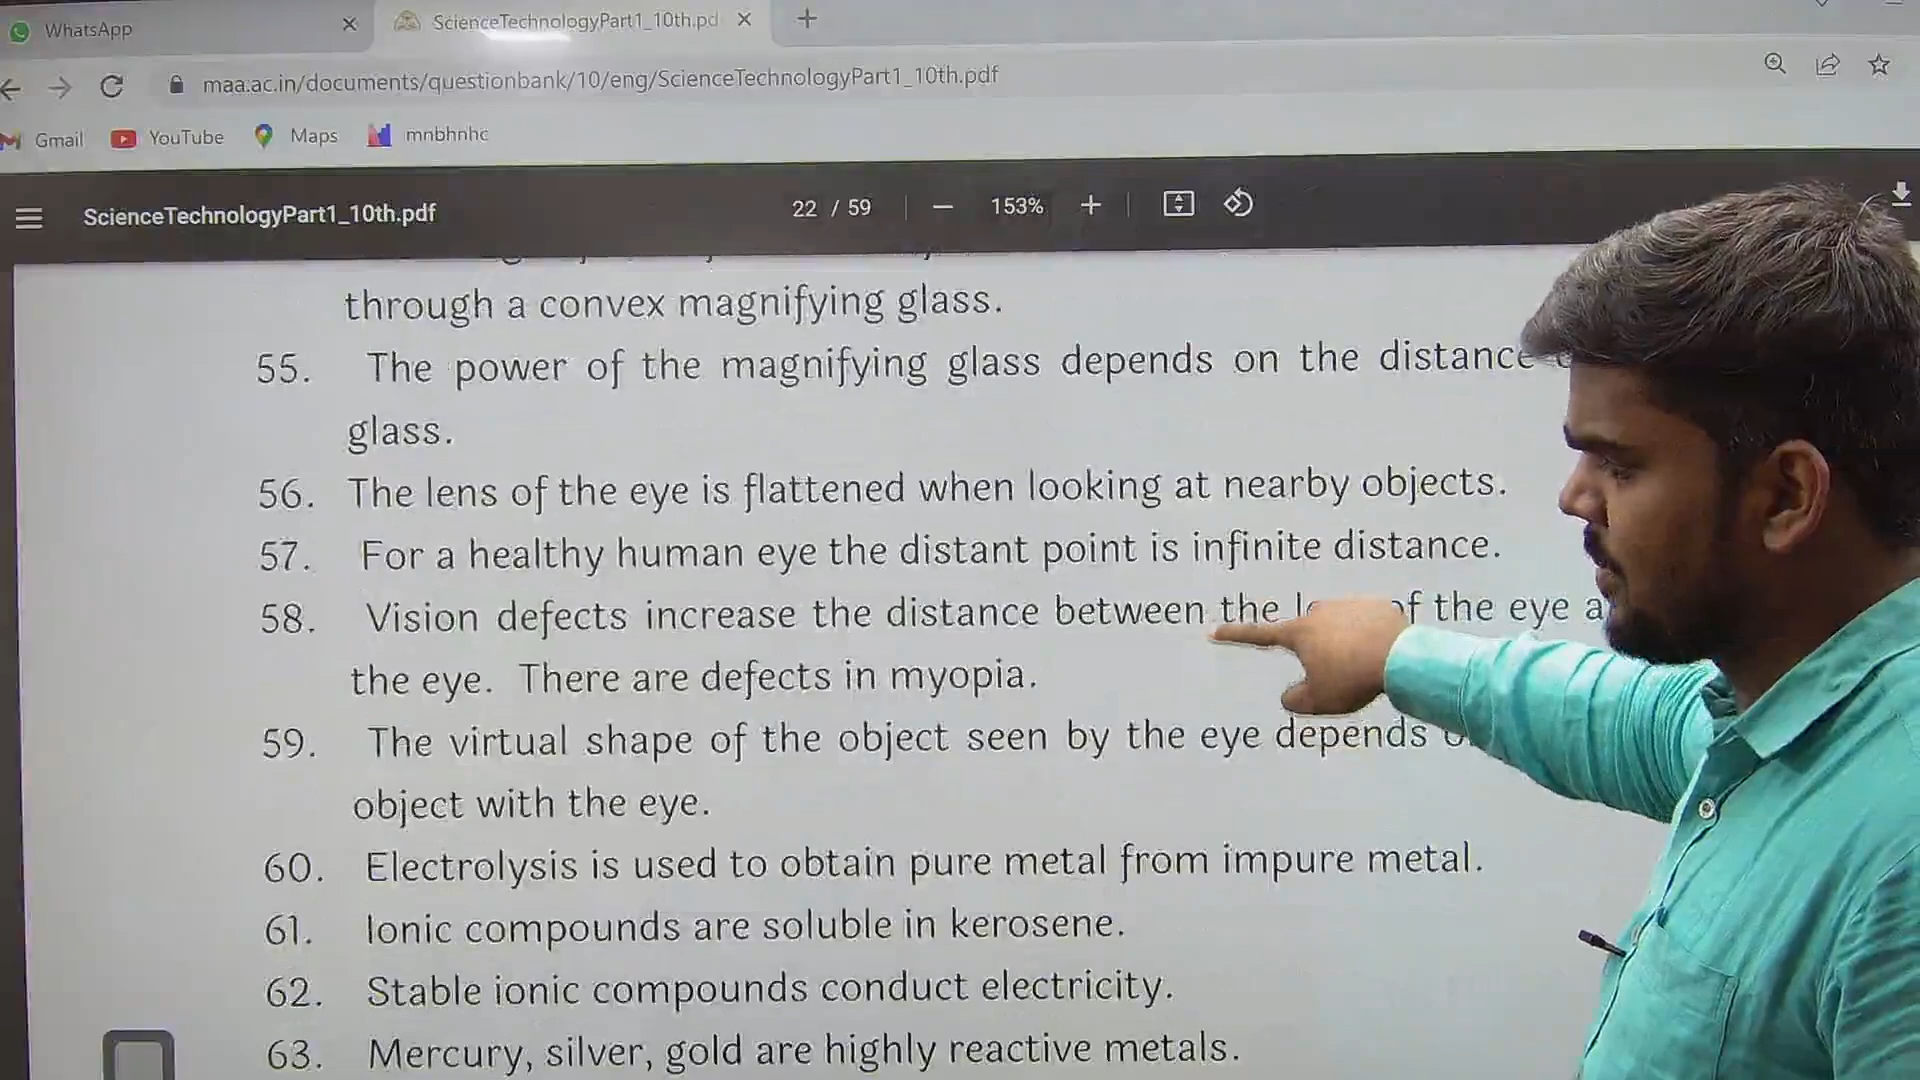 WhatsApp
ScienceTechnologyPart1_10th.pd
maa.ac.in/documents/questionbank/10/eng/ScienceTechnologyPart1_10th.pdf
Gmail YouTube Maps mnbhnhc
ScienceTechnologyPart1_10th.pdf 22 / 59 153%
through a convex magnifying glass.
55. The power of the magnifying glass depends on the distance
glass.
56. The lens of the eye is flattened when looking at nearby objects.
57. For a healthy human eye the distant point is infinite distance.
58. Vision defects increase the distance between the of the eye
the eye. There are defects in myopia.
59. The virtual shape of the object seen by the eye depends
object with the eye.
60. Electrolysis is used to obtain pure metal from impure metal.
61. Ionic compounds are soluble in kerosene.
62. Stable ionic compounds conduct electricity.
63. Mercury, silver, gold are highly reactive metals.